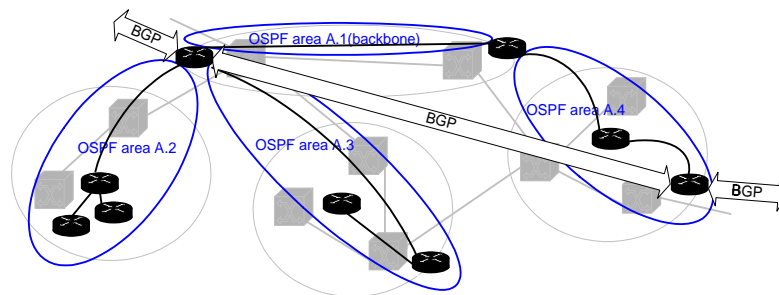 BGP
OSPF area A.1(backbone)
OSPF area A.4
BGP
OSPF area A.2
OSPF area A.3
BGP